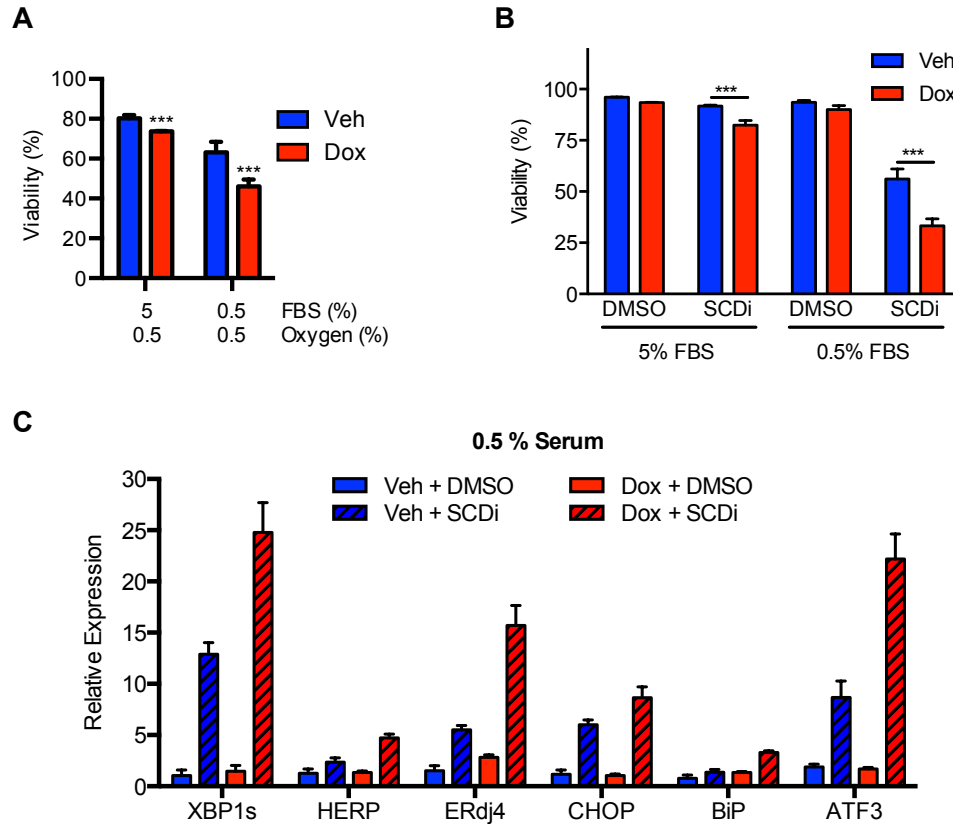 A
Viability (%)
100
80
60
40
20
0
***
***
Veh
Dox
5 0.5 FBS (%)
0.5 0.5 Oxygen (%)
B
Viability (%)
100
75
50
25
0
***
***
Veh
Dox
DMSO SCDi DMSO SCDi
5% FBS 0.5% FBS
C
0.5 % Serum
Veh + DMSO Dox + DMSO
Veh + SCDi Dox + SCDi
Relative Expression
30
25
20
15
10
5
0
XBP1s HERP ERdj4 CHOP BiP ATF3